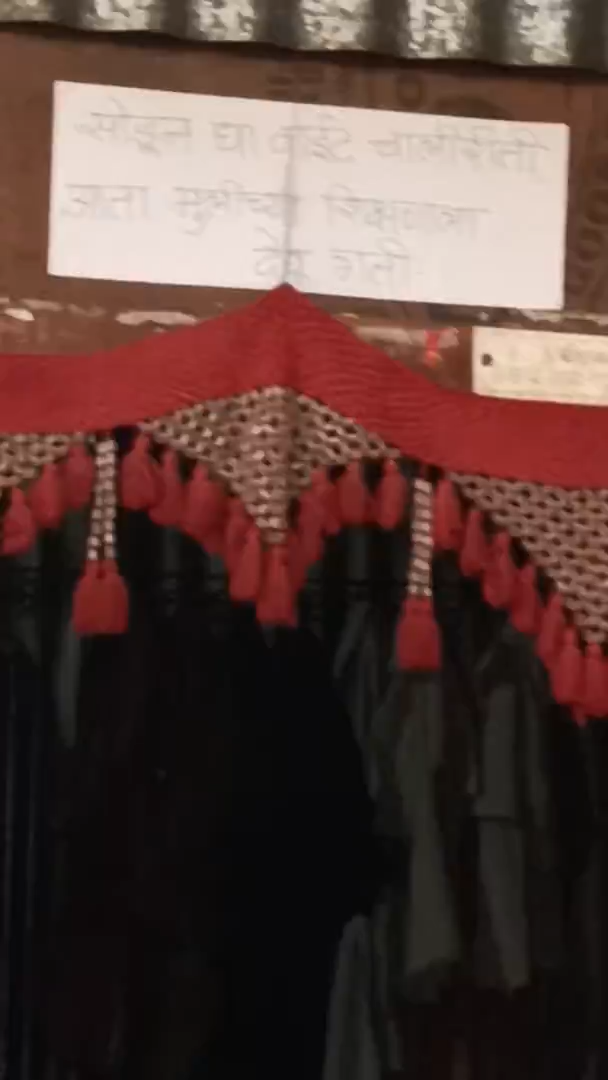 सोडून द्या वाईट चालीरीती
आता मुलीच्या शिक्षणाला
देऊ गती